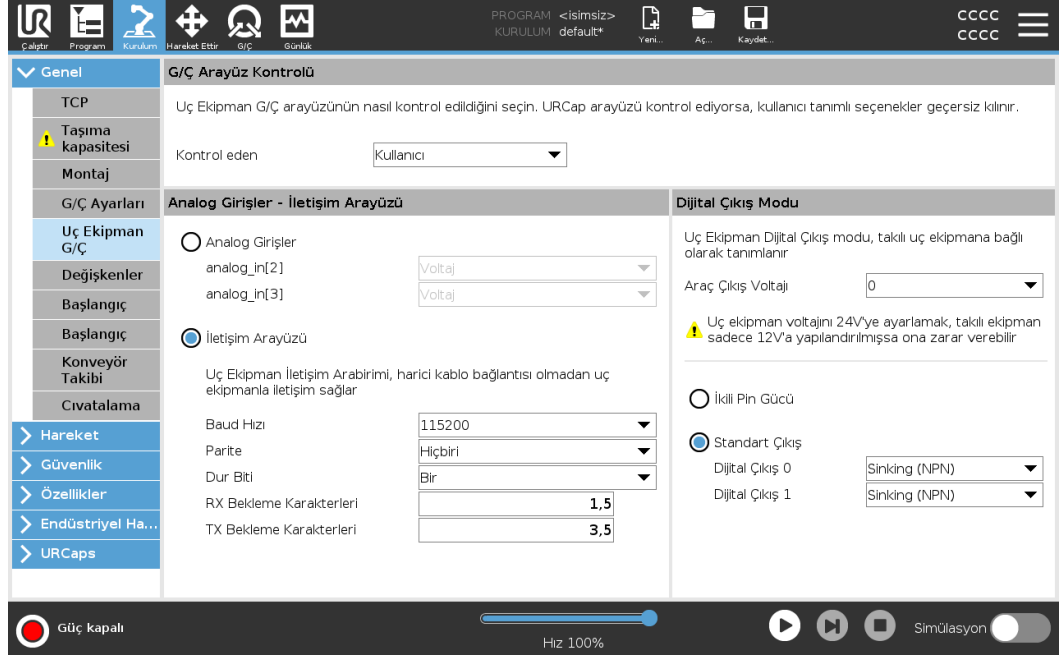 PROGRAM <isimsiz>
KURULUM default*
CCCC
CCCC
Çalıştır
Program
Kurulum
Hareket Ettir
G/Ç
Günlük
Yeni...
Aç...
Kaydet...
Genel
TCP
Taşıma
kapasitesi
Montaj
G/Ç Ayarları
Uç Ekipman
G/Ç
Değişkenler
Başlangıç
Başlangıç
Konveyör
Takibi
Cıvatalama
Hareket
Güvenlik
Özellikler
Endüstriyel Ha...
URCaps
G/Ç Arayüz Kontrolü
Uç Ekipman G/Ç arayüzünün nasıl kontrol edildiğini seçin. URCap arayüzü kontrol ediyorsa, kullanıcı tanımlı seçenekler geçersiz kılınır.
Kontrol eden
Kullanıcı
Analog Girişler - İletişim Arayüzü
Analog Girişler
analog_in[2]
Voltaj
analog_in[3]
Voltaj
İletişim Arayüzü
Uç Ekipman İletişim Arabirimi, harici kablo bağlantısı olmadan uç
ekipmanla iletişim sağlar
Baud Hızı
115200
Parite
Hiçbiri
Dur Biti
Bir
RX Bekleme Karakterleri
1,5
TX Bekleme Karakterleri
3,5
Dijital Çıkış Modu
Uç Ekipman Dijital Çıkış modu, takılı uç ekipmana bağlı
olarak tanımlanır
Araç Çıkış Voltajı
0
Uç ekipman voltajını 24V'ye ayarlamak, takılı ekipman
sadece 12V'a yapılandırılmışsa ona zarar verebilir
İkili Pin Gücü
Standart Çıkış
Dijital Çıkış 0
Sinking (NPN)
Dijital Çıkış 1
Sinking (NPN)
Güç kapalı
Hız 100%
Simülasyon